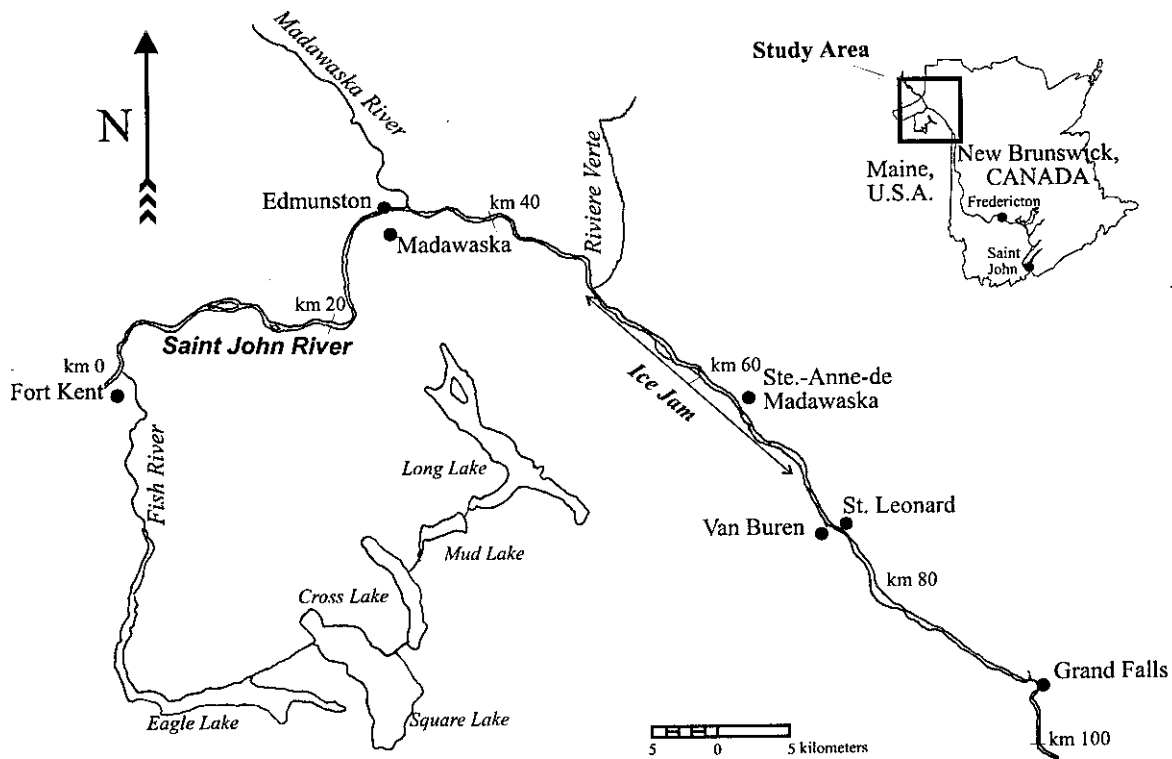 Madawaska River
Study Area
N
Riviere Verte
New Brunswick,
CANADA
Maine,
U.S.A.
Edmunston
km 40
Fredericton
Madawaska
Saint
John
km 20
Saint John River
km 0
Fort Kent
km 60
Ice Jam
Ste.-Anne-de
Madawaska
Long Lake
Fish River
St. Leonard
Van Buren
Mud Lake
km 80
Cross Lake
Grand Falls
Eagle Lake
Square Lake
km 100
5 0 5 kilometers